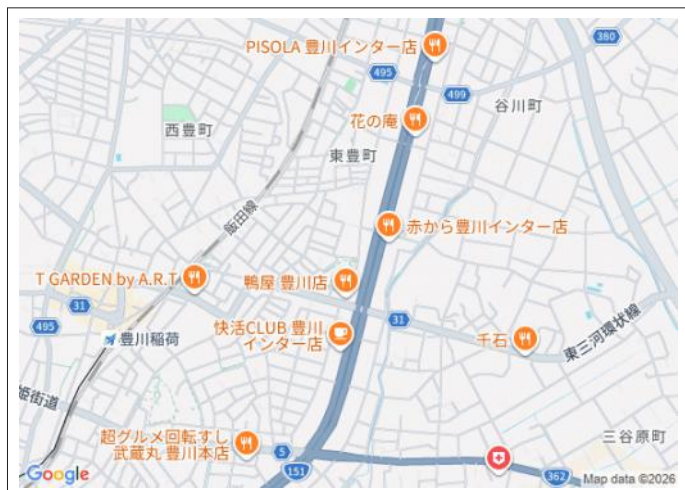 PISOLA 豊川インター店
380
495
499
谷川町
花の庵
西豊町
東豊町
飯田線
赤から豊川インター店
T GARDEN by A.R.T
鴨屋 豊川店
31
495
豊川稲荷
快活CLUB 豊川
インター店
31
千石
東三河環状線
姫街道
超グルメ回転すし
武蔵丸 豊川本店
5
151
三谷原町
362
Google
Map data ©2026